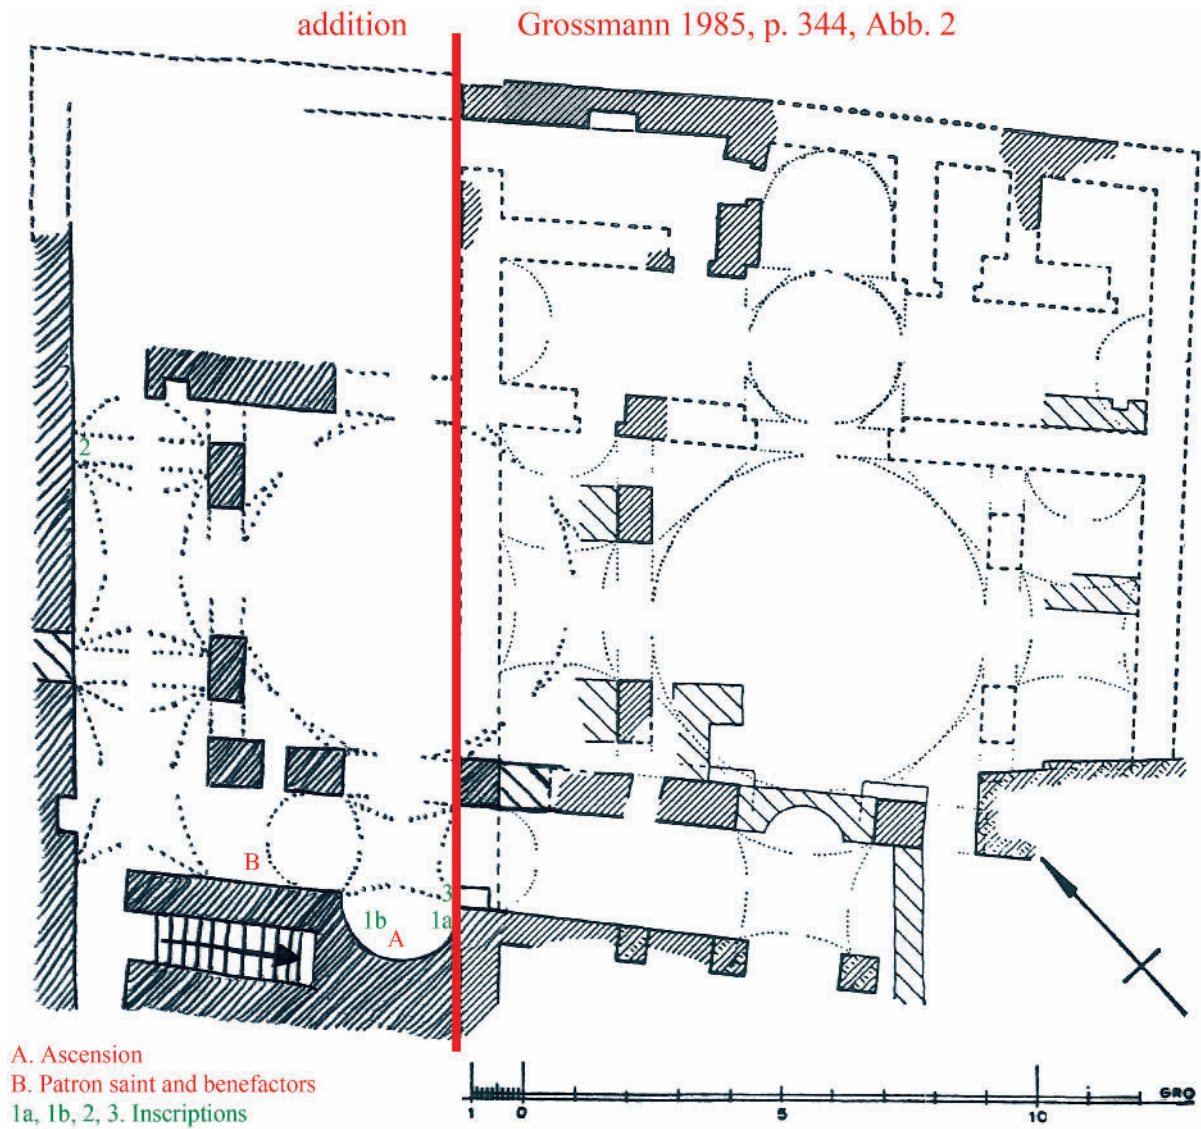 addition
Grossmann 1985, p. 344, Abb. 2
2
B
3
1b
1a
A
A. Ascension
B. Patron saint and benefactors
1a, 1b, 2, 3. Inscriptions
1 0 5 10
GRO